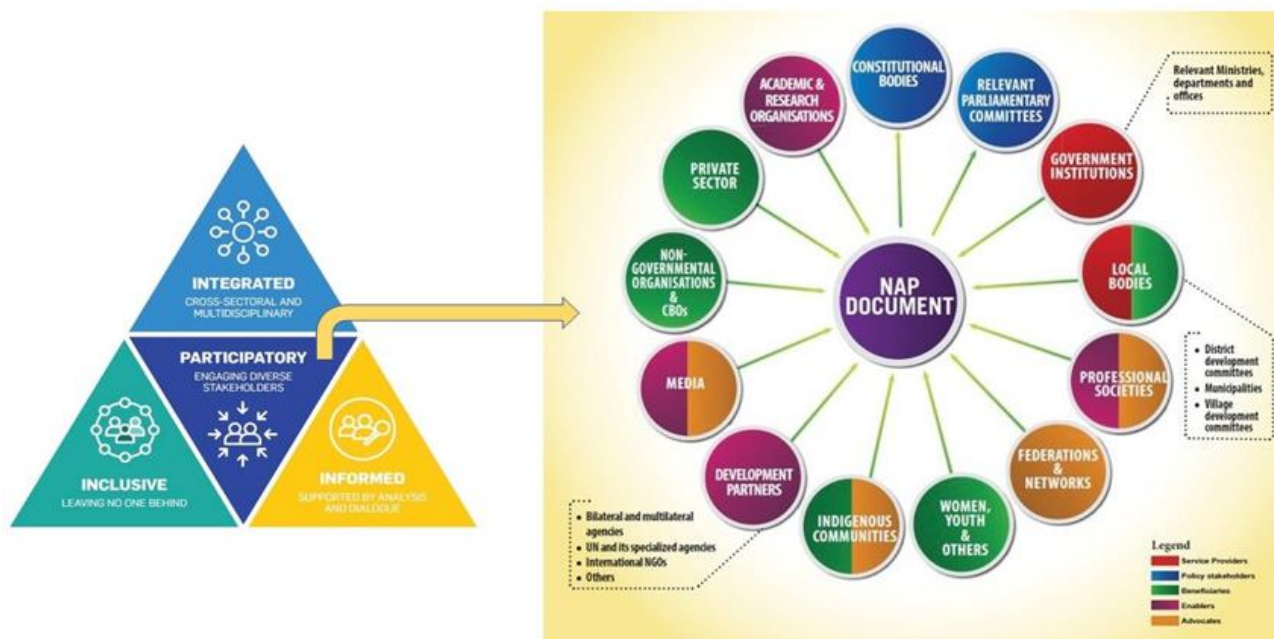 INTEGRATED
CROSS-SECTORAL AND
MULTIDISCIPLINARY
PARTICIPATORY
ENGAGING DIVERSE
STAKEHOLDERS
INCLUSIVE
LEAVING NO ONE BEHIND
INFORMED
SUPPORTED BY ANALYSIS
AND DIALOGUE
CONSTITUTIONAL
BODIES
RELEVANT
PARLIAMENTARY
COMMITTEES
Relevant Ministries,
departments and
offices
GOVERNMENT
INSTITUTIONS
LOCAL
BODIES
• District
development
committees
• Municipalities
• Village
development
committees
PROFESSIONAL
SOCIETIES
FEDERATIONS
&
NETWORKS
WOMEN,
YOUTH
&
OTHERS
INDIGENOUS
COMMUNITIES
DEVELOPMENT
PARTNERS
• Bilateral and multilateral
agencies
• UN and its specialized agencies
• International NGOs
• Others
MEDIA
NON-
GOVERNMENTAL
ORGANISATIONS
&
CBOs
PRIVATE
SECTOR
ACADEMIC &
RESEARCH
ORGANISATIONS
NAP
DOCUMENT
Legend
Service Providers
Policy stakeholders
Beneficiaries
Enablers
Advocates